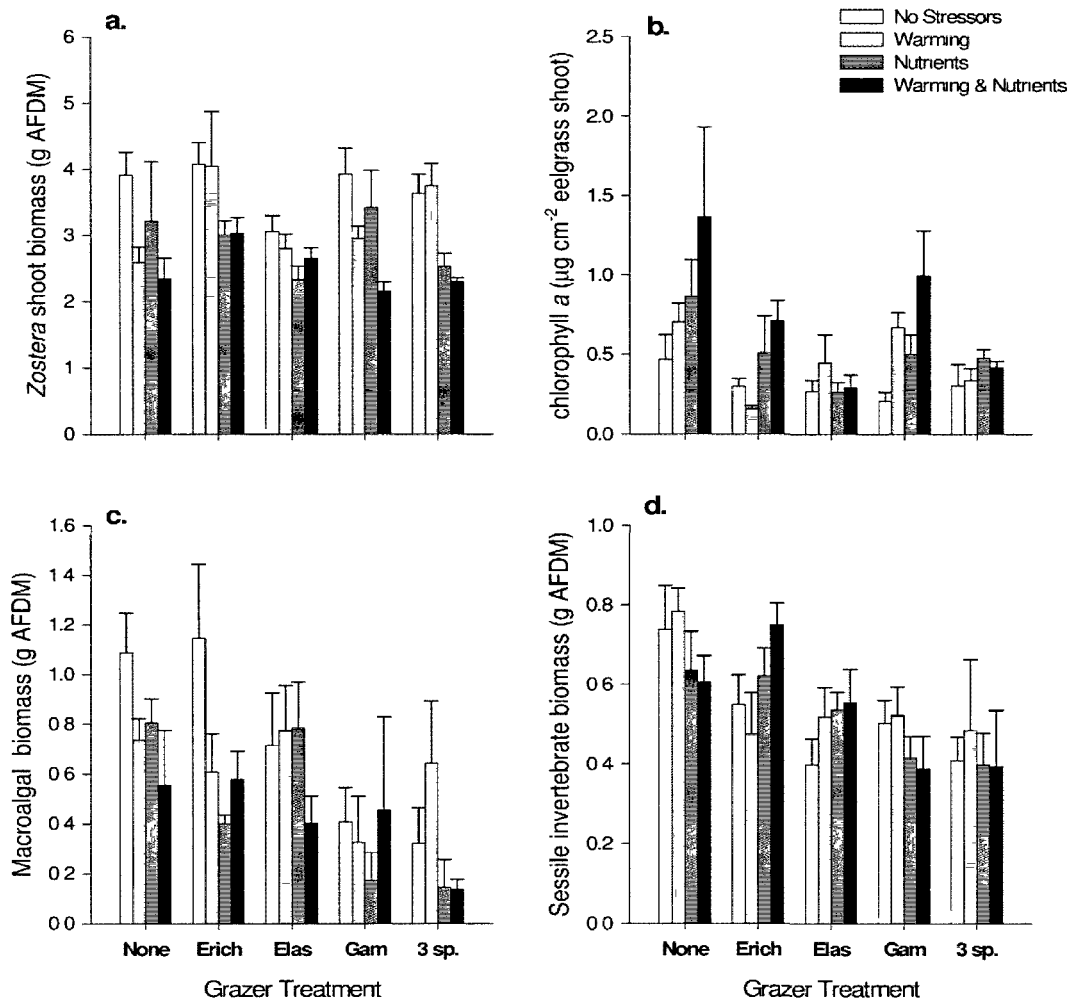 a.
Zostera shoot biomass (g AFDM)
6
5
4
3
2
1
0
b.
No Stressors
Warming
Nutrients
Warming & Nutrients
chlorophyll a (µg cm-2 eelgrass shoot)
2.5
2.0
1.5
1.0
0.5
0.0
c.
Macroalgal biomass (g AFDM)
1.6
1.4
1.2
1.0
0.8
0.6
0.4
0.2
0 0
None Erich Elas Gam 3 sp.
Grazer Treatment
d.
Sessile invertebrate biomass (g AFDM)
1.0
0.8
0.6
0.4
0.2
0.0
None Erich Elas Gam 3 sp.
Grazer Treatment